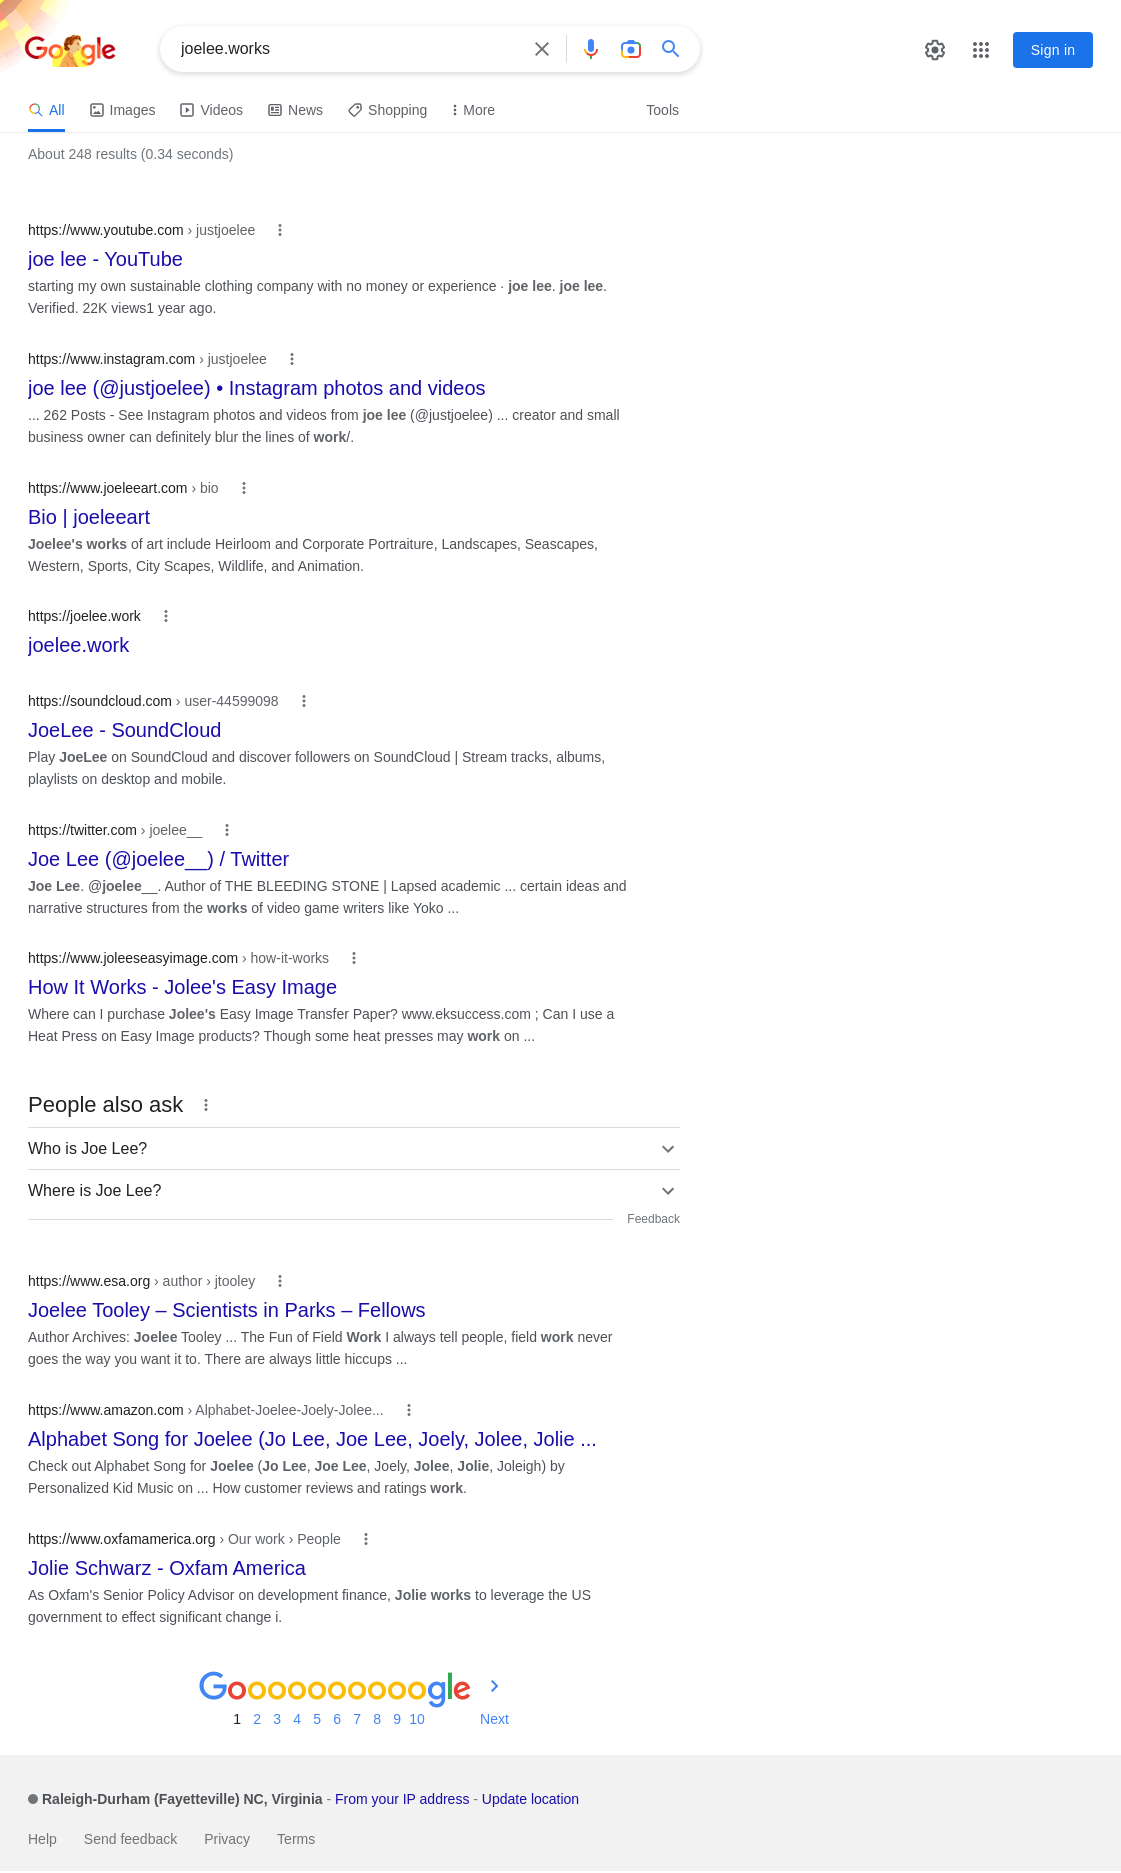 Google
joelee.works
Sign in
All Images Videos News Shopping More Tools
About 248 results (0.34 seconds)
https://www.youtube.com › justjoelee
joe lee - YouTube
starting my own sustainable clothing company with no money or experience · joe lee. joe lee.
Verified. 22K views1 year ago.
https://www.instagram.com › justjoelee
joe lee (@justjoelee) • Instagram photos and videos
... 262 Posts - See Instagram photos and videos from joe lee (@justjoelee) ... creator and small
business owner can definitely blur the lines of work/.
https://www.joeleeart.com › bio
Bio | joeleeart
Joelee's works of art include Heirloom and Corporate Portraiture, Landscapes, Seascapes,
Western, Sports, City Scapes, Wildlife, and Animation.
https://joelee.work
joelee.work
https://soundcloud.com › user-44599098
JoeLee - SoundCloud
Play JoeLee on SoundCloud and discover followers on SoundCloud | Stream tracks, albums,
playlists on desktop and mobile.
https://twitter.com › joelee__
Joe Lee (@joelee__) / Twitter
Joe Lee. @joelee__. Author of THE BLEEDING STONE | Lapsed academic ... certain ideas and
narrative structures from the works of video game writers like Yoko ...
https://www.joleeseasyimage.com › how-it-works
How It Works - Jolee's Easy Image
Where can I purchase Jolee's Easy Image Transfer Paper? www.eksuccess.com ; Can I use a
Heat Press on Easy Image products? Though some heat presses may work on ...
People also ask
Who is Joe Lee?
Where is Joe Lee?
Feedback
https://www.esa.org › author › jtooley
Joelee Tooley – Scientists in Parks – Fellows
Author Archives: Joelee Tooley ... The Fun of Field Work I always tell people, field work never
goes the way you want it to. There are always little hiccups ...
https://www.amazon.com › Alphabet-Joelee-Joely-Jolee...
Alphabet Song for Joelee (Jo Lee, Joe Lee, Joely, Jolee, Jolie ...
Check out Alphabet Song for Joelee (Jo Lee, Joe Lee, Joely, Jolee, Jolie, Joleigh) by
Personalized Kid Music on ... How customer reviews and ratings work.
https://www.oxfamamerica.org › Our work › People
Jolie Schwarz - Oxfam America
As Oxfam's Senior Policy Advisor on development finance, Jolie works to leverage the US
government to effect significant change i.
Goooooooooogle
1 2 3 4 5 6 7 8 9 10 Next
Raleigh-Durham (Fayetteville) NC, Virginia - From your IP address - Update location
Help Send feedback Privacy Terms